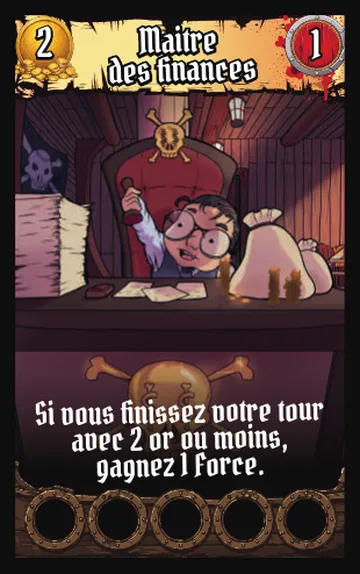 2
Maitre
des finances
1
Si vous finissez votre tour
avec 2 or ou moins,
gagnez 1 Force.